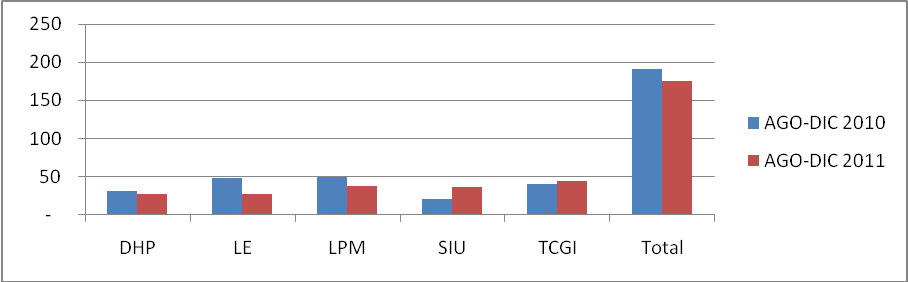 250
200
150
100
50
-
DHP LE LPM SIU TCGI Total
AGO-DIC 2010
AGO-DIC 2011